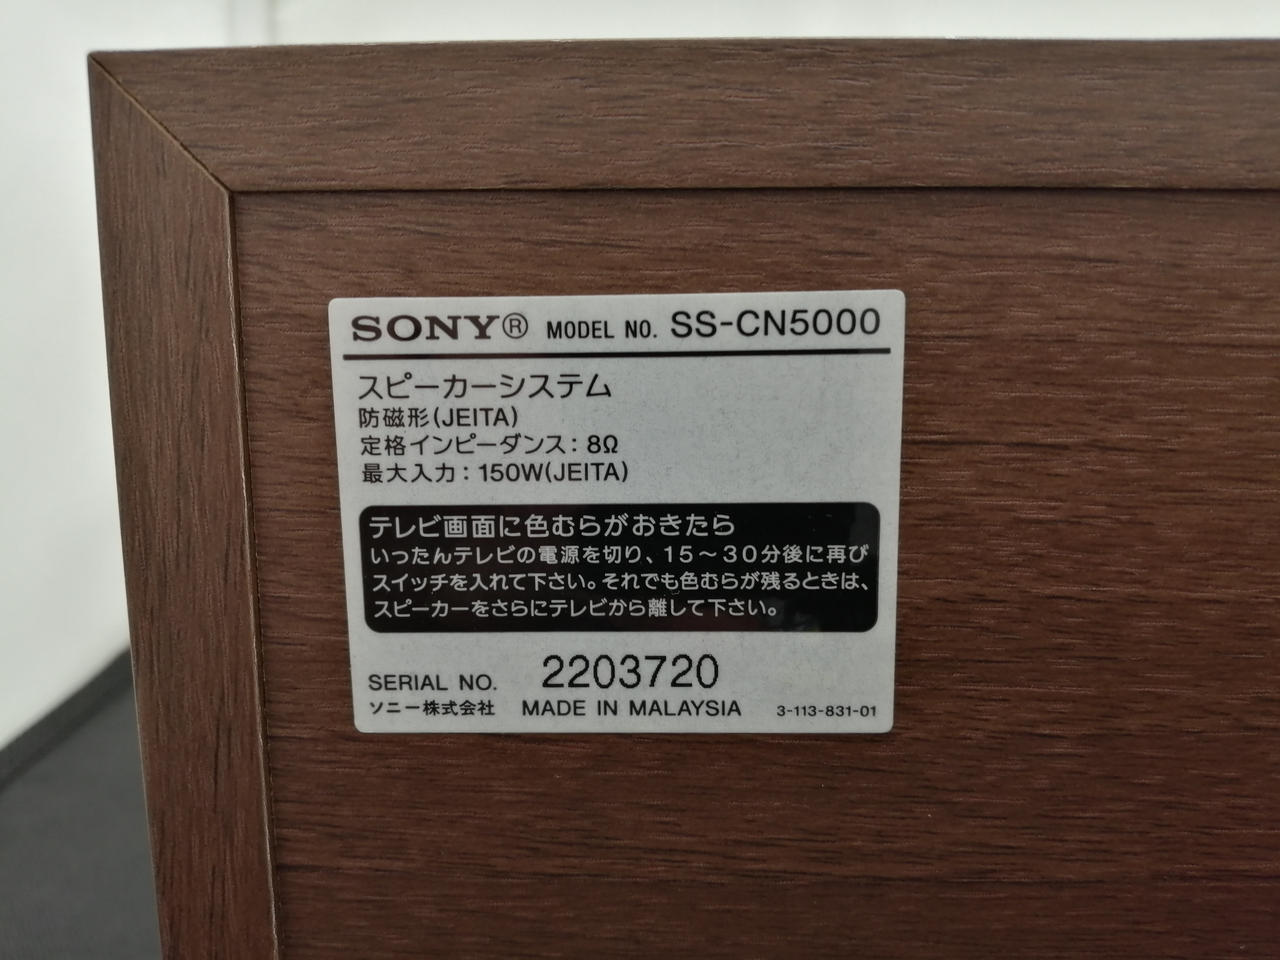 SONY® MODEL NO. SS-CN5000
スピーカーシステム
防磁形(JEITA)
定格インピーダンス：8Ω
最大入力：150W(JEITA)
テレビ画面に色むらがおきたら
いったんテレビの電源を切り、15～30分後に再び
スイッチを入れて下さい。それでも色むらが残るときは、
スピーカーをさらにテレビから離して下さい。
SERIAL NO. 2203720
ソニー株式会社 MADE IN MALAYSIA 3-113-831-01